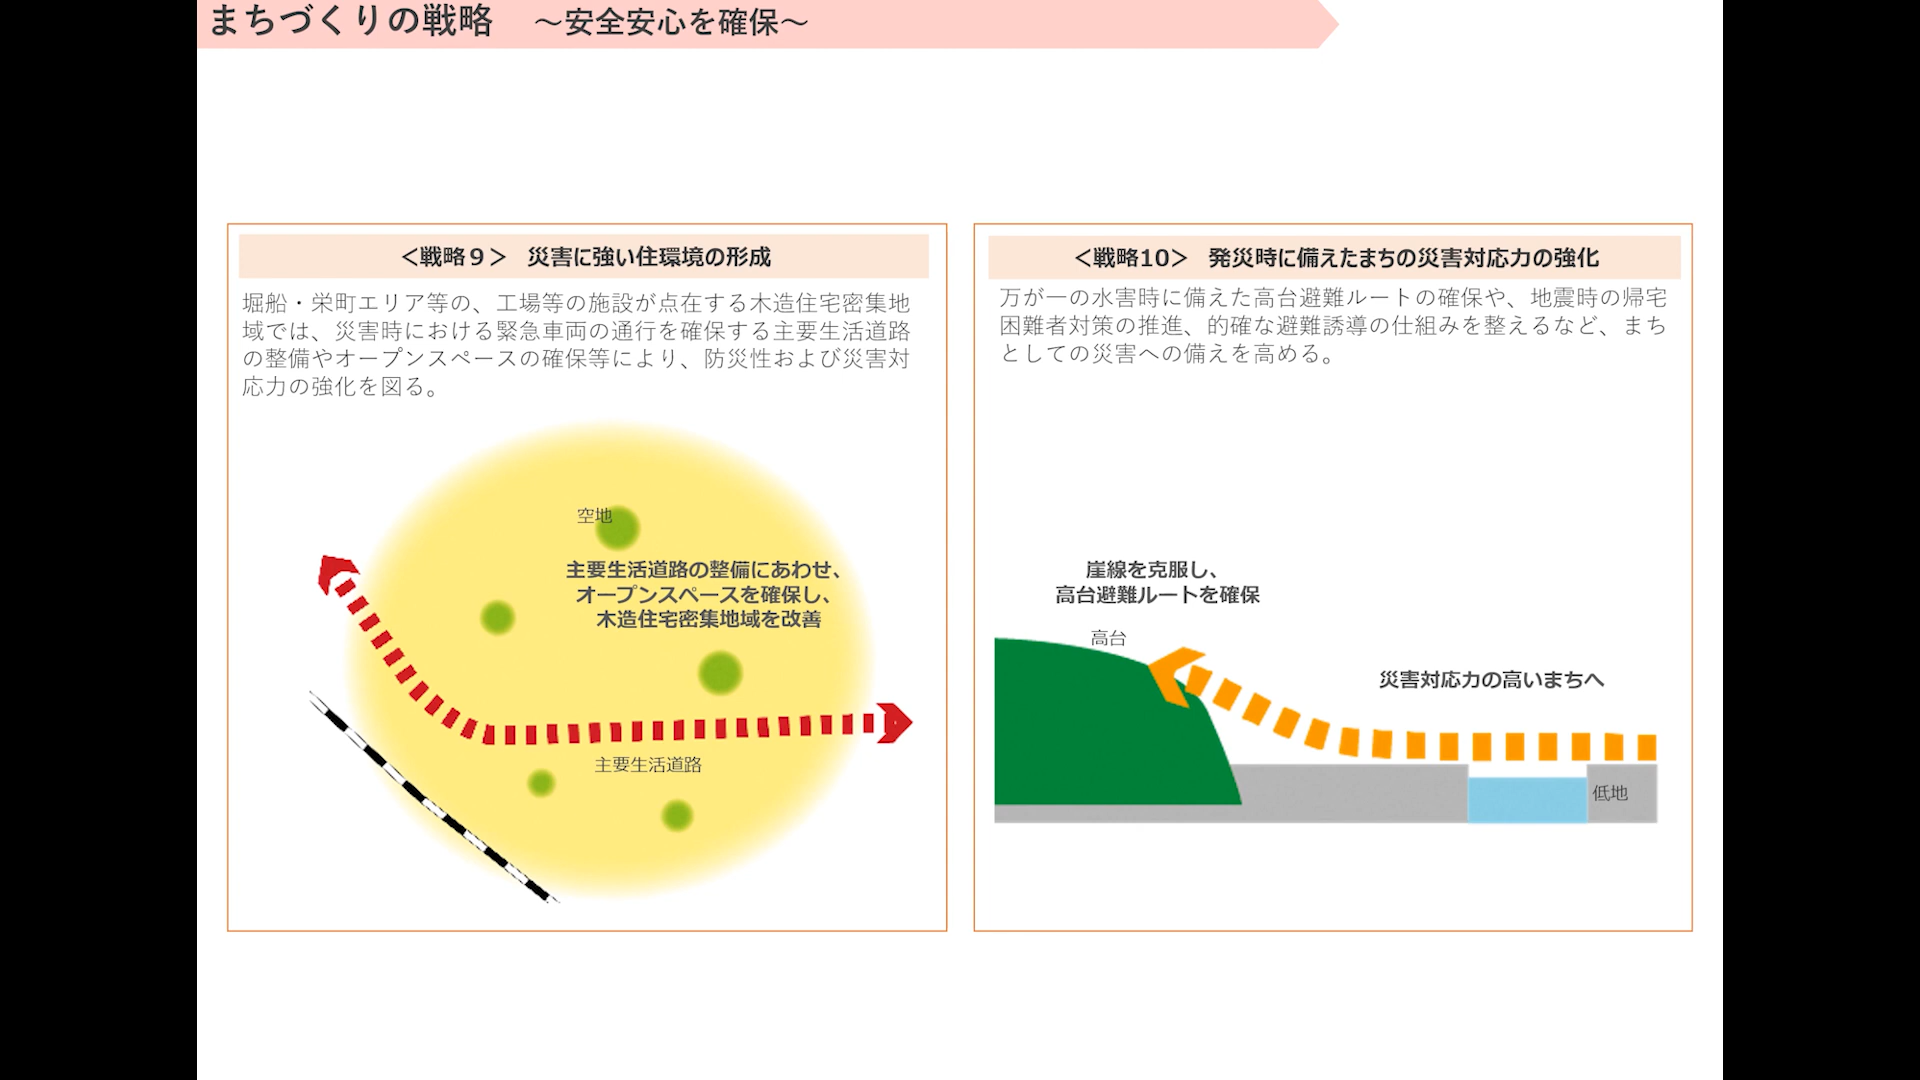 まちづくりの戦略　～安全安心を確保～
＜戦略９＞　災害に強い住環境の形成
堀船・栄町エリア等の、工場等の施設が点在する木造住宅密集地
域では、災害時における緊急車両の通行を確保する主要生活道路
の整備やオープンスペースの確保等により、防災性および災害対
応力の強化を図る。
空地
主要生活道路の整備にあわせ、
オープンスペースを確保し、
木造住宅密集地域を改善
主要生活道路
＜戦略10＞　発災時に備えたまちの災害対応力の強化
万が一の水害時に備えた高台避難ルートの確保や、地震時の帰宅
困難者対策の推進、的確な避難誘導の仕組みを整えるなど、まち
としての災害への備えを高める。
崖線を克服し、
高台避難ルートを確保
高台
災害対応力の高いまちへ
低地